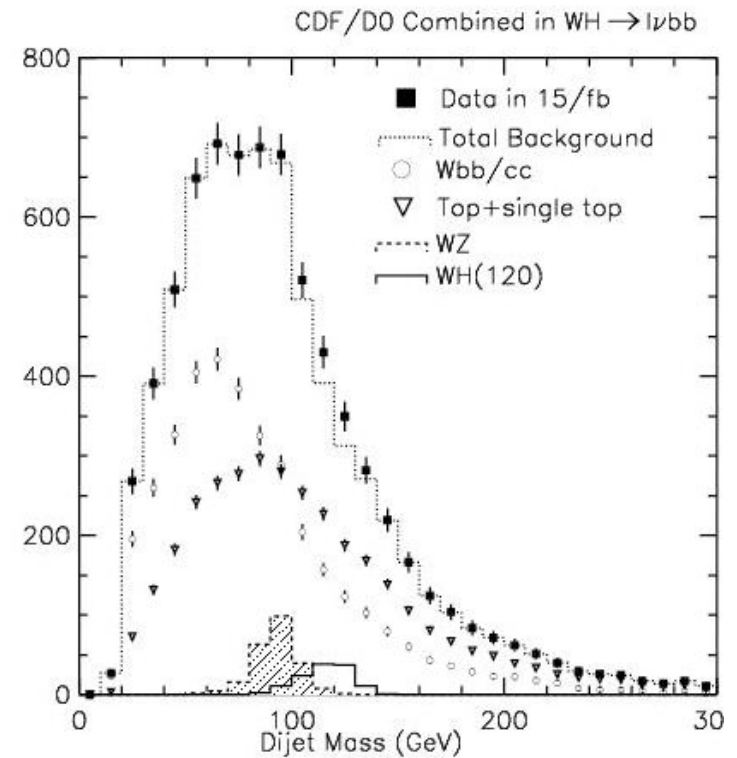 CDF/D0 Combined in WH → lνbb
800
600
400
200
0
Data in 15/fb
Total Background
Wbb/cc
Top+single top
WZ
WH(120)
0
100
200
30
Dijet Mass (GeV)